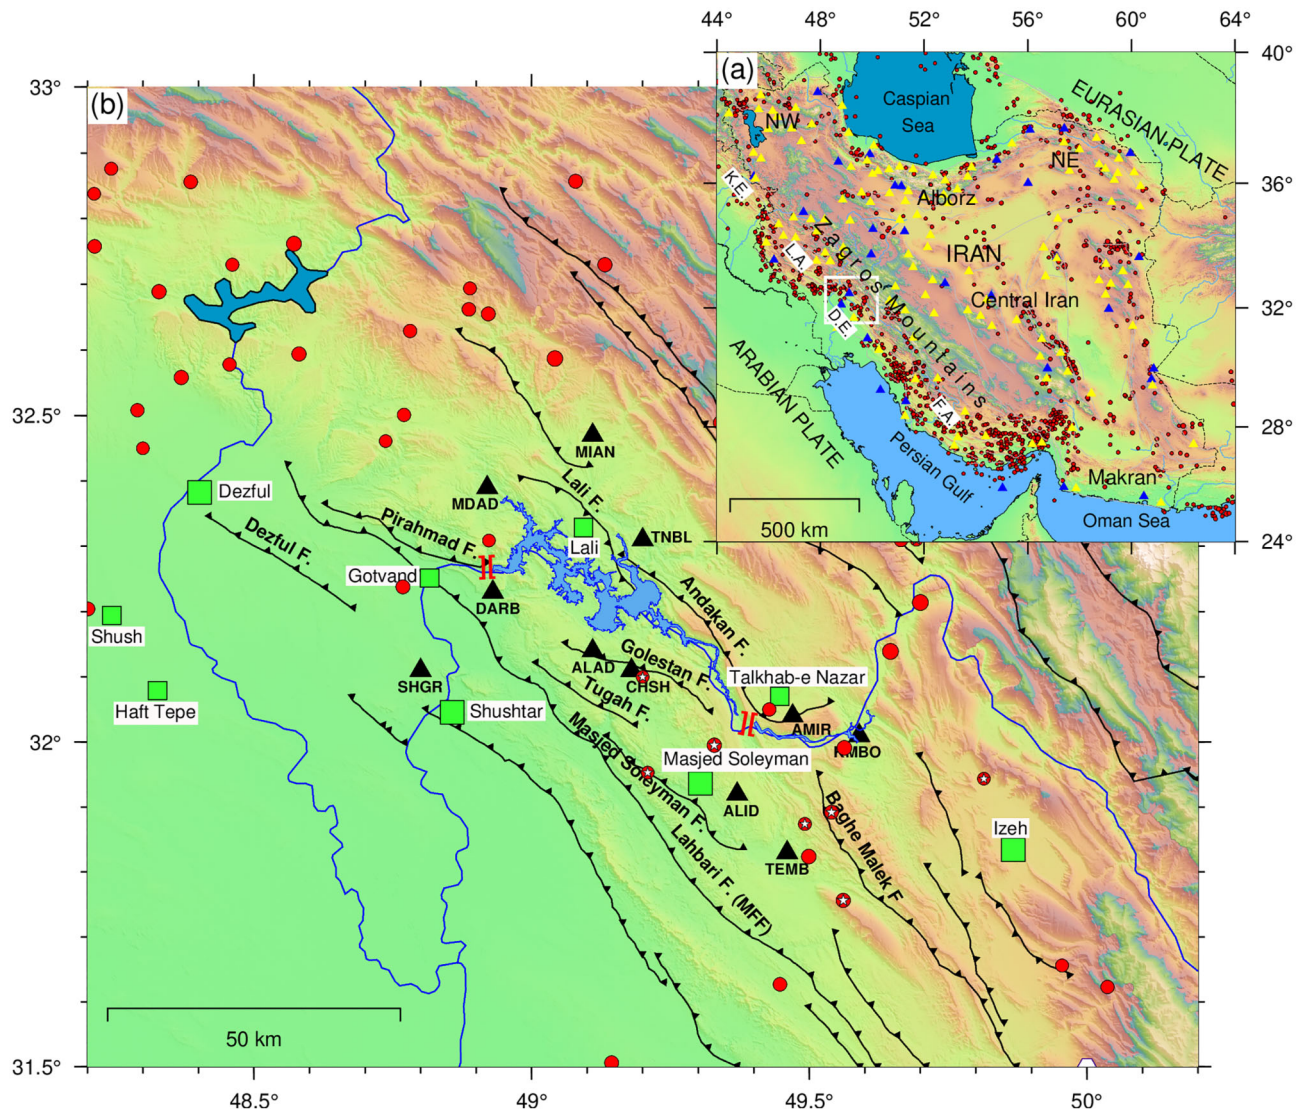 44° 48° 52° 56° 60° 64°
(a)
40°
36°
32°
28°
24°
EURASIAN PLATE
Caspian
Sea
NW
NE
K.E.
Alborz
L.A.
Zagros Mountains
IRAN
Central Iran
D.E.
ARABIAN PLATE
F.A.
Persian Gulf
Makran
Oman Sea
500 km
(b)
33°
32.5°
32°
31.5°
MIAN
Lali F.
MDAD
Dezful
Pirahmad F.
Dezful F.
Lali
TNBL
Gotvand
DARB
Andakan F.
Shush
ALAD
Golestan F.
CHSH
SHGR
Tugah F.
Talkhab-e Nazar
Haft Tepe
Shushtar
AMIR
Masjed Soleyman F.
Masjed Soleyman
ALID
Baghe Malek F
Izeh
Lahbari F. (MFF)
TEMB
50 km
48.5° 49° 49.5° 50°